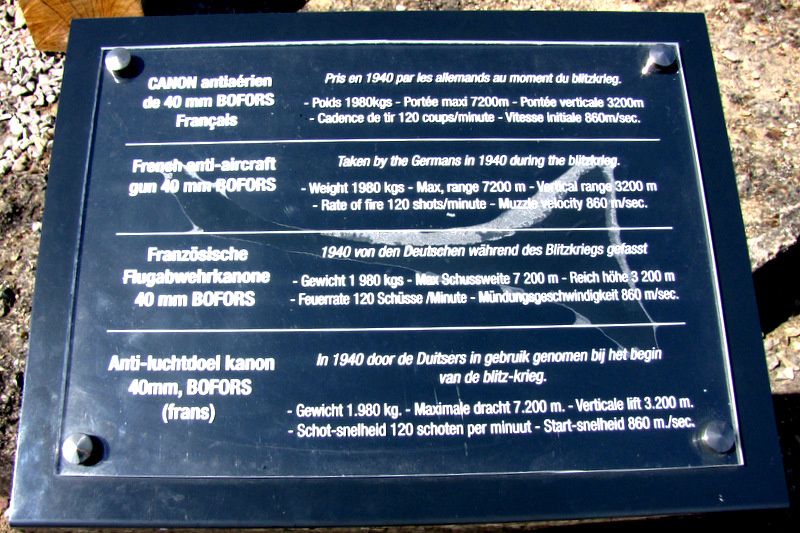 CANON antiaérien
de 40 mm BOFORS
Français
Pris en 1940 par les allemands au moment du blitzkrieg.
- Poids 1980kgs - Portée maxi 7200m - Pontée verticale 3200m
- Cadence de tir 120 coups/minute - Vitesse Initiale 860m/sec.
French anti-aircraft
gun 40 mm BOFORS
Taken by the Germans in 1940 during the blitzkrieg.
- Weight 1980 kgs - Max, range 7200 m - Vertical range 3200 m
- Rate of fire 120 shots/minute - Muzzle velocity 860 m/sec.
Französische
Flugabwehrkanone
40 mm BOFORS
1940 von den Deutschen während des Blitzkriegs gefasst
- Gewicht 1 980 kgs - Max Schussweite 7 200 m - Reich höhe 3 200 m
- Feuerrate 120 Schüsse /Minute - Mündungsgeschwindigkeit 860 m/sec.
Anti-luchtdoel kanon
40mm, BOFORS
(frans)
In 1940 door de Duitsers in gebruik genomen bij het begin
van de blitz-krieg.
- Gewicht 1.980 kg. - Maximale dracht 7.200 m. - Verticale lift 3.200 m.
- Schot-snelheid 120 schoten per minuut - Start-snelheid 860 m./sec.